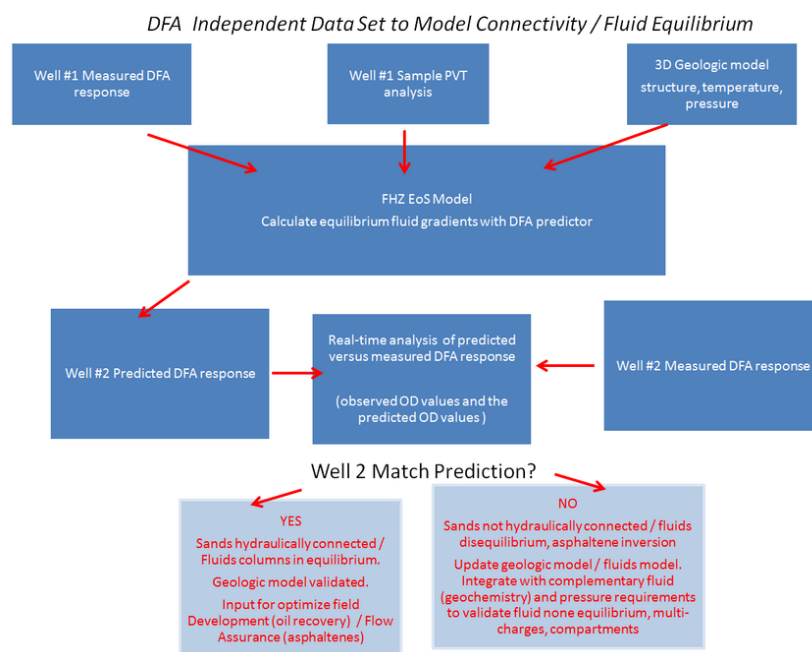 DFA Independent Data Set to Model Connectivity / Fluid Equilibrium
Well #1 Measured DFA
response
Well #1 Sample PVT
analysis
3D Geologic model
structure, temperature,
pressure
FHZ EoS Model
Calculate equilibrium fluid gradients with DFA predictor
Well #2 Predicted DFA response
Real-time analysis of predicted
versus measured DFA response
(observed OD values and the
predicted OD values )
Well #2 Measured DFA response
Well 2 Match Prediction?
YES
Sands hydraulically connected /
Fluids columns in equilibrium.
Geologic model validated.
Input for optimize field
Development (oil recovery) / Flow
Assurance (asphaltenes)
NO
Sands not hydraulically connected / fluids
disequilibrium, asphaltene inversion
Update geologic model / fluids model.
Integrate with complementary fluid
(geochemistry) and pressure requirements
to validate fluid none equilibrium, multi-
charges, compartments